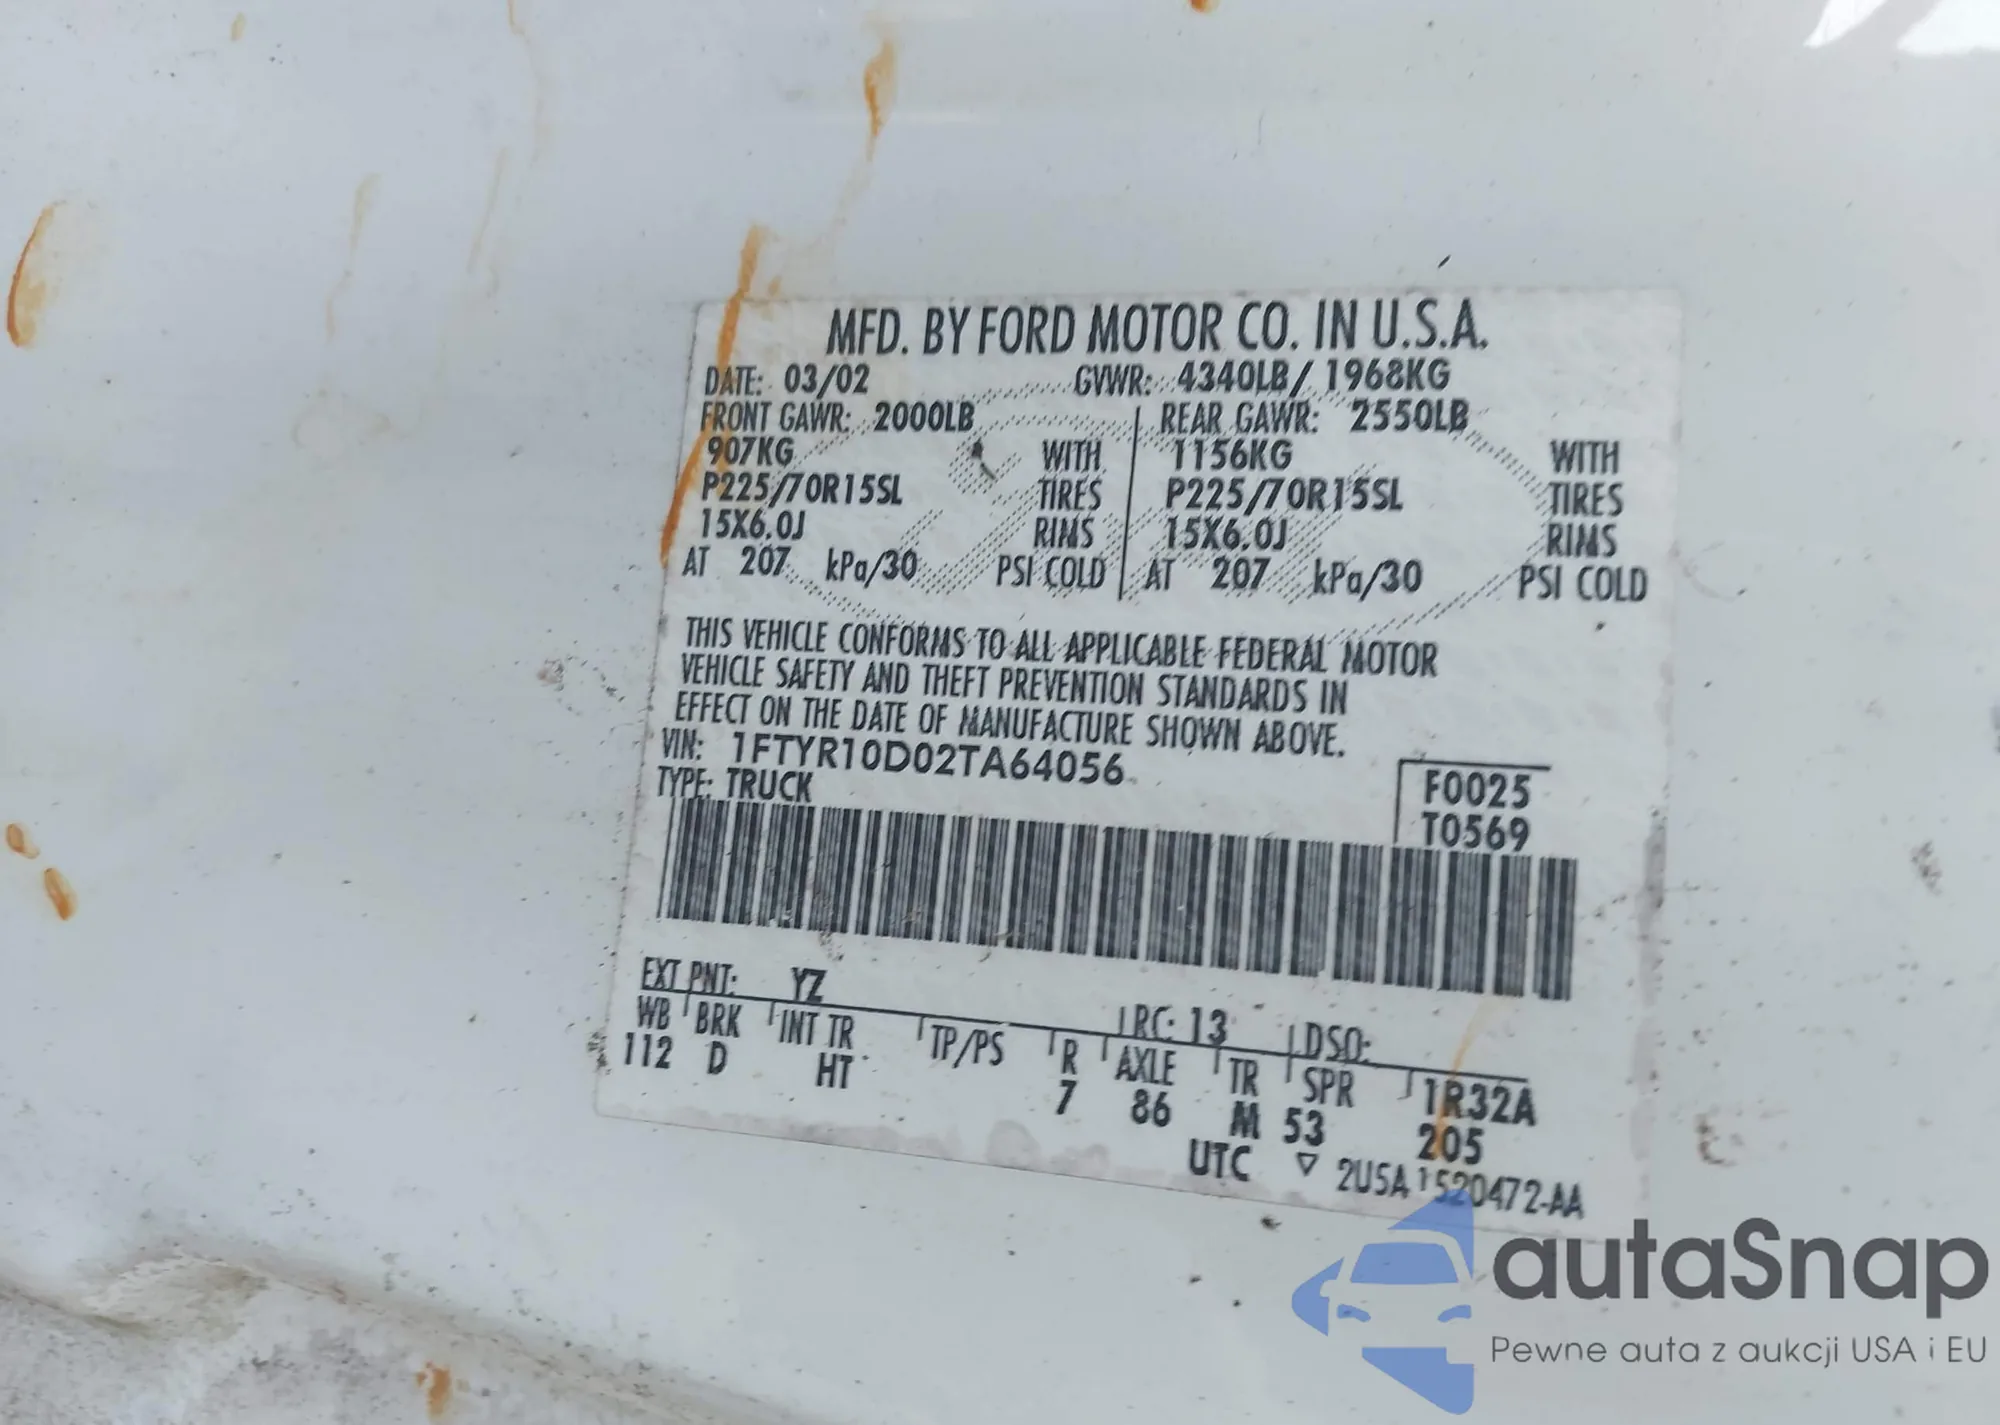 MFD. BY FORD MOTOR CO. IN U.S.A.
DATE: 03/02 GVWR: 4340LB/ 1968KG
FRONT GAWR: 2000LB REAR GAWR: 2550LB
907KG WITH 1156KG WITH
P225/70R15SL TIRES P225/70R15SL TIRES
15X6.0J RIMS 15X6.0J RIMS
AT 207 kPa/30 PSI COLD AT 207 kPa/30 PSI COLD
THIS VEHICLE CONFORMS TO ALL APPLICABLE FEDERAL MOTOR
VEHICLE SAFETY AND THEFT PREVENTION STANDARDS IN
EFFECT ON THE DATE OF MANUFACTURE SHOWN ABOVE.
VIN: 1FTYR10D02TA64056
TYPE: TRUCK
F0025
T0569
EXT PNT: YZ RC: 13 DSO:
WB BRK INT TR TP/PS R AXLE TR SPR 1R32A
112 D HT 7 86 M 53 205
UTC ▽ 2U5A 1520472-AA
autaSnap
Pewne auta z aukcji USA i EU